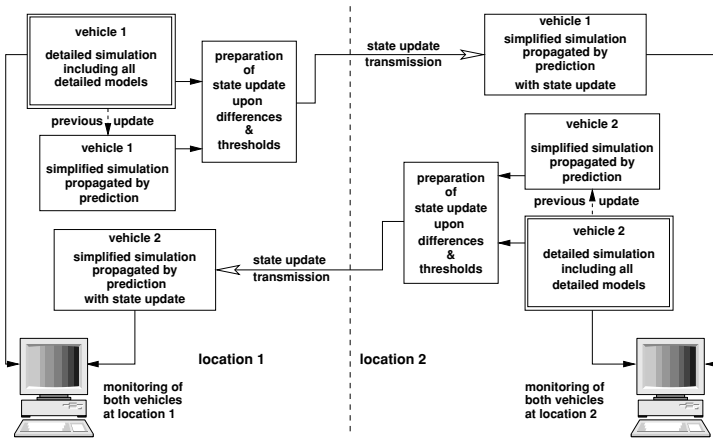 vehicle 1
detailed simulation
including all
detailed models
previous update
vehicle 1
simplified simulation
propagated by
prediction
preparation
of
state update
upon
differences
&
thresholds
state update
transmission
vehicle 1
simplified simulation
propagated by
prediction
with state update
vehicle 2
simplified simulation
propagated by
prediction
previous update
vehicle 2
detailed simulation
including all
detailed models
preparation
of
state update
upon
differences
&
thresholds
state update
transmission
vehicle 2
simplified simulation
propagated by
prediction
with state update
location 1
location 2
monitoring of
both vehicles
at location 1
monitoring of
both vehicles
at location 2